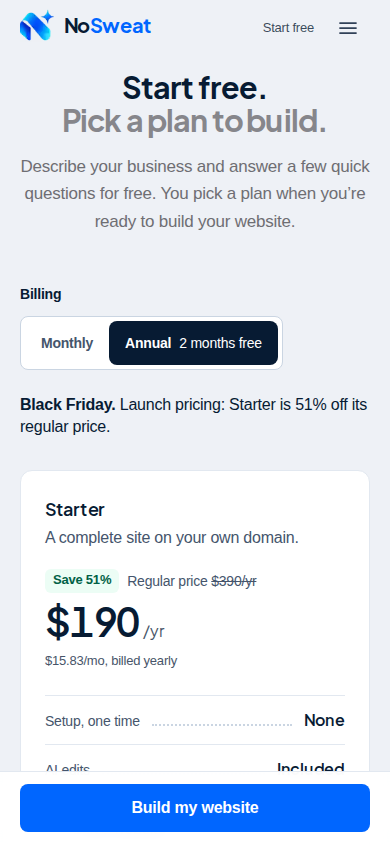 NoSweat
Start free
Start free.
Pick a plan to build.
Describe your business and answer a few quick
questions for free. You pick a plan when you’re
ready to build your website.
Billing
Monthly
Annual 2 months free
Black Friday. Launch pricing: Starter is 51% off its
regular price.
Starter
A complete site on your own domain.
Save 51% Regular price $390/yr
$190 /yr
$15.83/mo, billed yearly
Setup, one time None
AI edits Included
Build my website